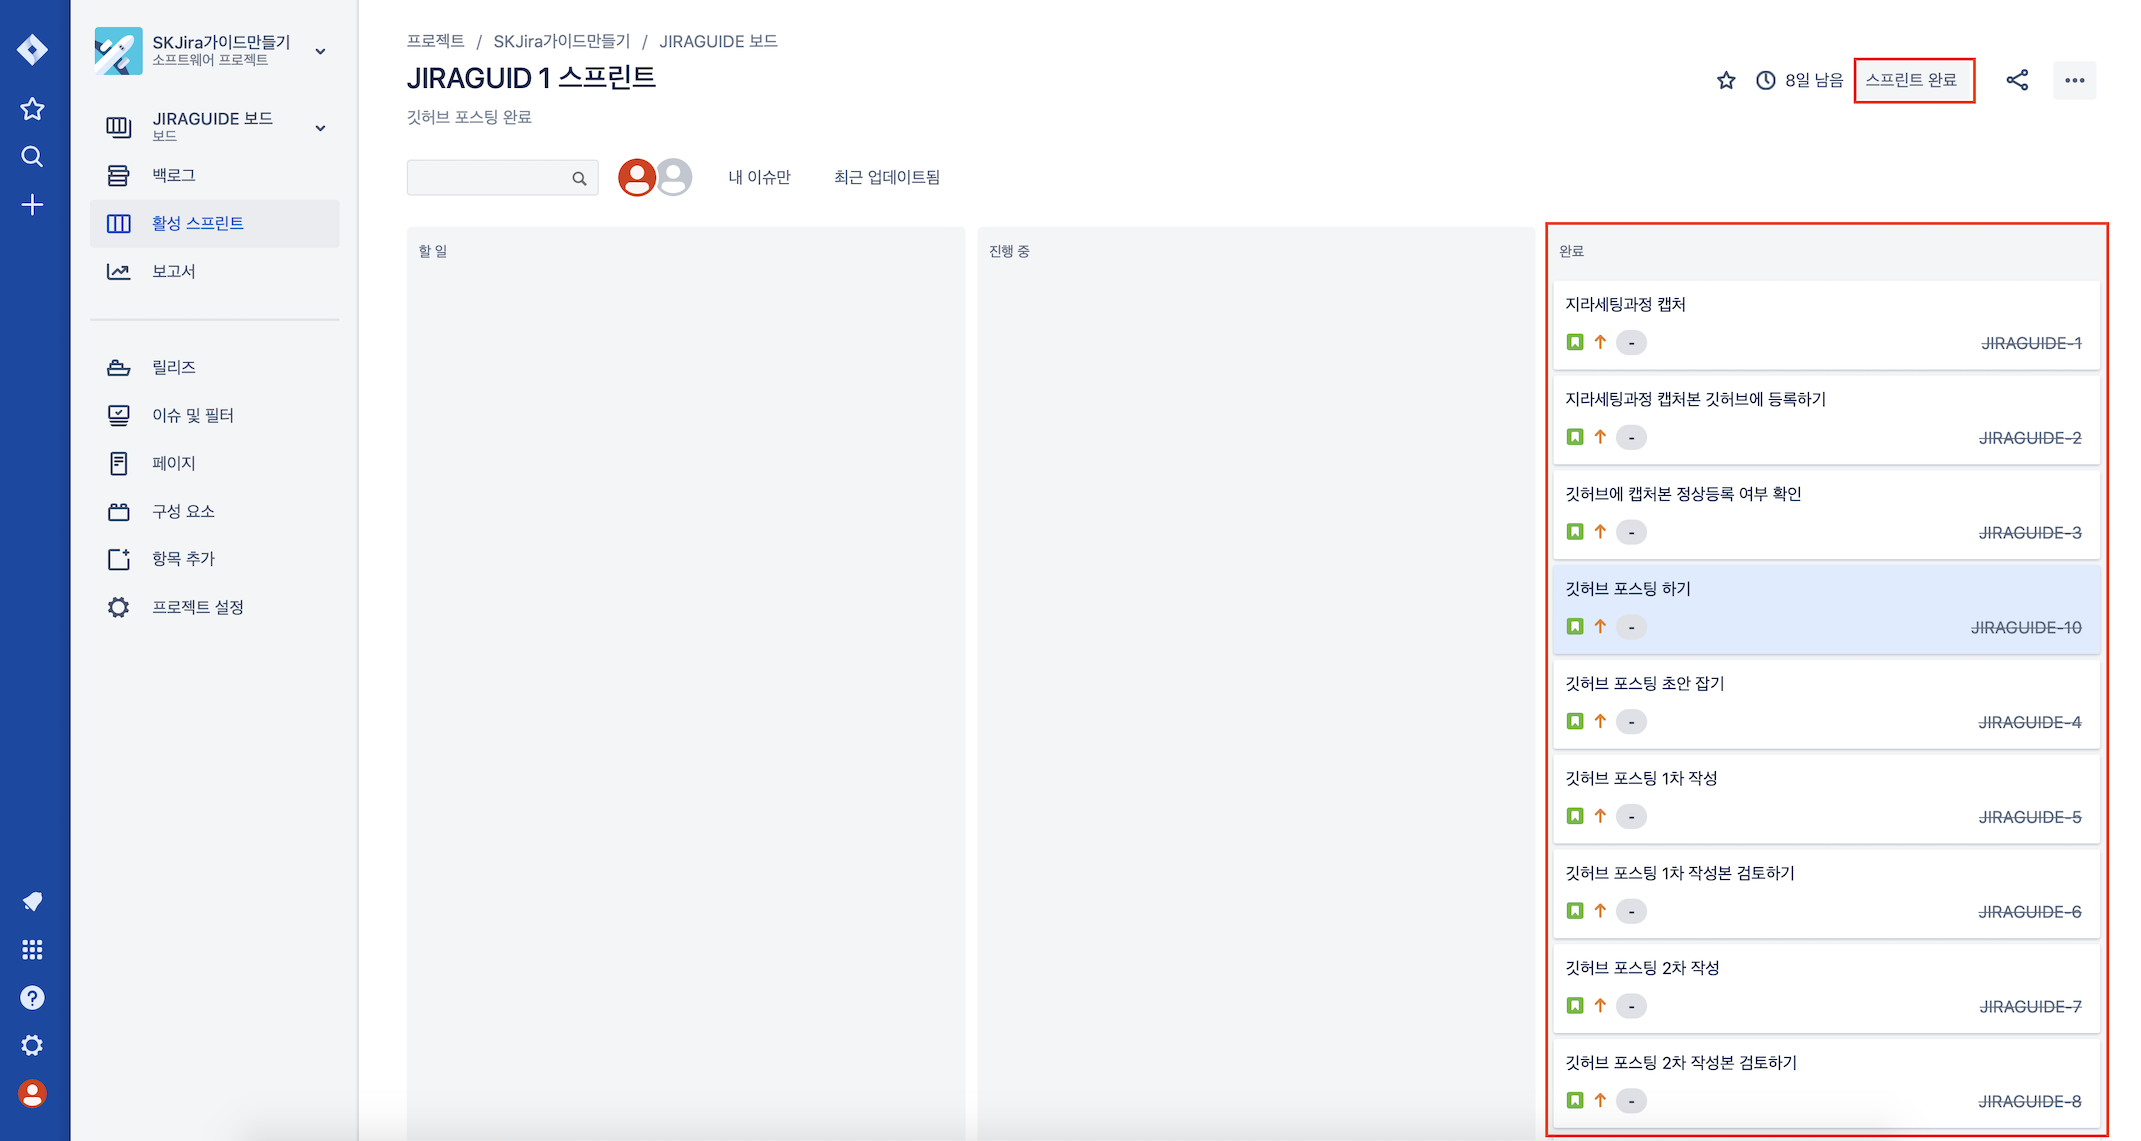 SKJira가이드만들기
소프트웨어 프로젝트
JIRAGUIDE 보드
보드
백로그
활성 스프린트
보고서
릴리즈
이슈 및 필터
페이지
구성 요소
항목 추가
프로젝트 설정
프로젝트 / SKJira가이드만들기 / JIRAGUIDE 보드
JIRAGUID 1 스프린트
8일 남음 스프린트 완료
깃허브 포스팅 완료
내 이슈만 최근 업데이트됨
할 일
진행 중
완료
지라세팅과정 캡처
- JIRAGUIDE-1
지라세팅과정 캡처본 깃허브에 등록하기
- JIRAGUIDE-2
깃허브에 캡처본 정상등록 여부 확인
- JIRAGUIDE-3
깃허브 포스팅 하기
- JIRAGUIDE-10
깃허브 포스팅 초안 잡기
- JIRAGUIDE-4
깃허브 포스팅 1차 작성
- JIRAGUIDE-5
깃허브 포스팅 1차 작성본 검토하기
- JIRAGUIDE-6
깃허브 포스팅 2차 작성
- JIRAGUIDE-7
깃허브 포스팅 2차 작성본 검토하기
- JIRAGUIDE-8